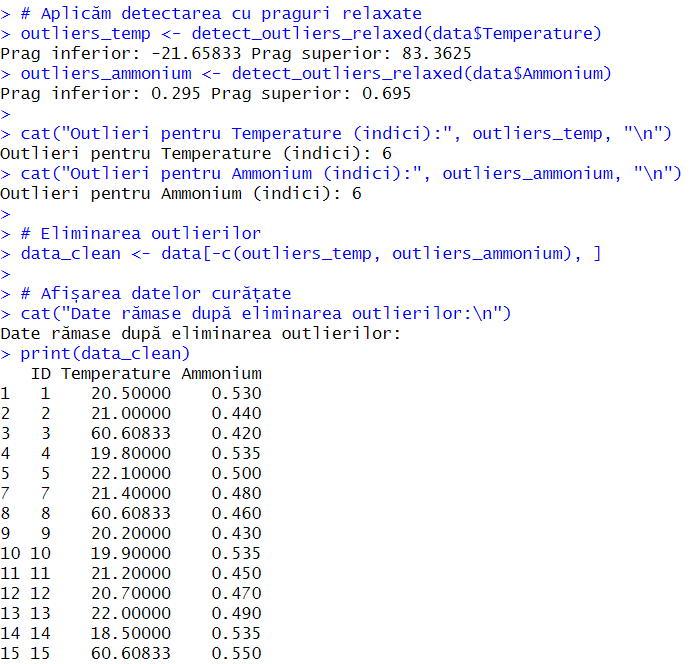 > # Aplicăm detectarea cu praguri relaxate
> outliers_temp <- detect_outliers_relaxed(data$Temperature)
Prag inferior: -21.65833 Prag superior: 83.3625
> outliers_ammonium <- detect_outliers_relaxed(data$Ammonium)
Prag inferior: 0.295 Prag superior: 0.695
>
> cat("Outlieri pentru Temperature (indici):", outliers_temp, "\n")
Outlieri pentru Temperature (indici): 6
> cat("Outlieri pentru Ammonium (indici):", outliers_ammonium, "\n")
Outlieri pentru Ammonium (indici): 6
>
> # Eliminarea outlierilor
> data_clean <- data[-c(outliers_temp, outliers_ammonium), ]
>
> # Afișarea datelor curățate
> cat("Date rămase după eliminarea outlierilor:\n")
Date rămase după eliminarea outlierilor:
> print(data_clean)
   ID Temperature Ammonium
1   1    20.50000    0.530
2   2    21.00000    0.440
3   3    60.60833    0.420
4   4    19.80000    0.535
5   5    22.10000    0.500
7   7    21.40000    0.480
8   8    60.60833    0.460
9   9    20.20000    0.430
10 10    19.90000    0.535
11 11    21.20000    0.450
12 12    20.70000    0.470
13 13    22.00000    0.490
14 14    18.50000    0.535
15 15    60.60833    0.550